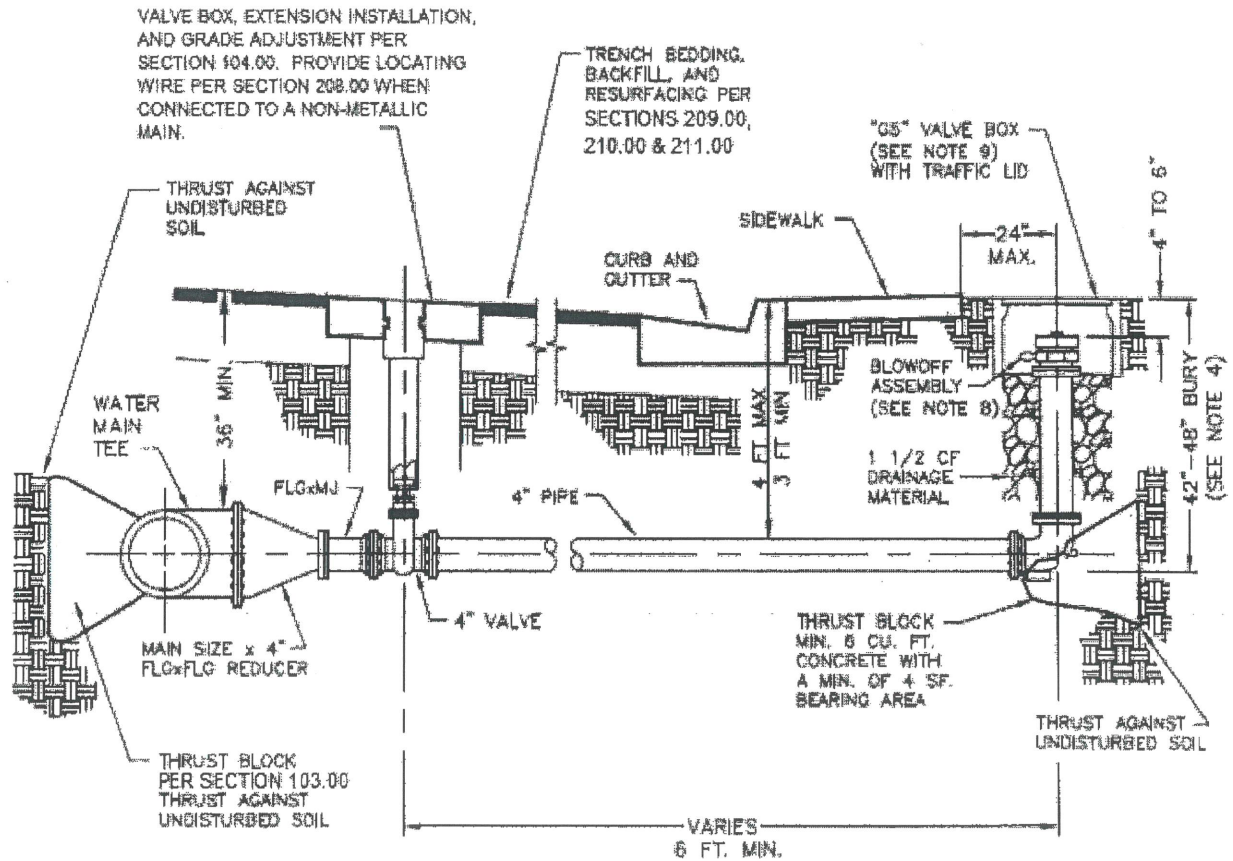 VALVE BOX, EXTENSION INSTALLATION,
AND GRADE ADJUSTMENT PER
SECTION 104.00. PROVIDE LOCATING
WIRE PER SECTION 208.00 WHEN
CONNECTED TO A NON-METALLIC
MAIN.
TRENCH BEDDING,
BACKFILL, AND
RESURFACING PER
SECTIONS 209.00,
210.00 & 211.00
"G5" VALVE BOX
(SEE NOTE 9)
WITH TRAFFIC LID
THRUST AGAINST
UNDISTURBED
SOIL
SIDEWALK
24"
MAX.
4" TO 6"
CURB AND
GUTTER
36" MIN
WATER
MAIN
TEE
BLOWOFF
ASSEMBLY
(SEE NOTE 8)
4 FT MAX
3 FT MIN
42"-48" BURY
(SEE NOTE 4)
1 1/2 CF
DRAINAGE
MATERIAL
FLGxMJ
4" PIPE
4" VALVE
MAIN SIZE x 4"
FLGxFLG REDUCER
THRUST BLOCK
MIN. 6 CU. FT.
CONCRETE WITH
A MIN. OF 4 SF.
BEARING AREA
THRUST AGAINST
UNDISTURBED SOIL
THRUST BLOCK
PER SECTION 103.00
THRUST AGAINST
UNDISTURBED SOIL
VARIES
6 FT. MIN.